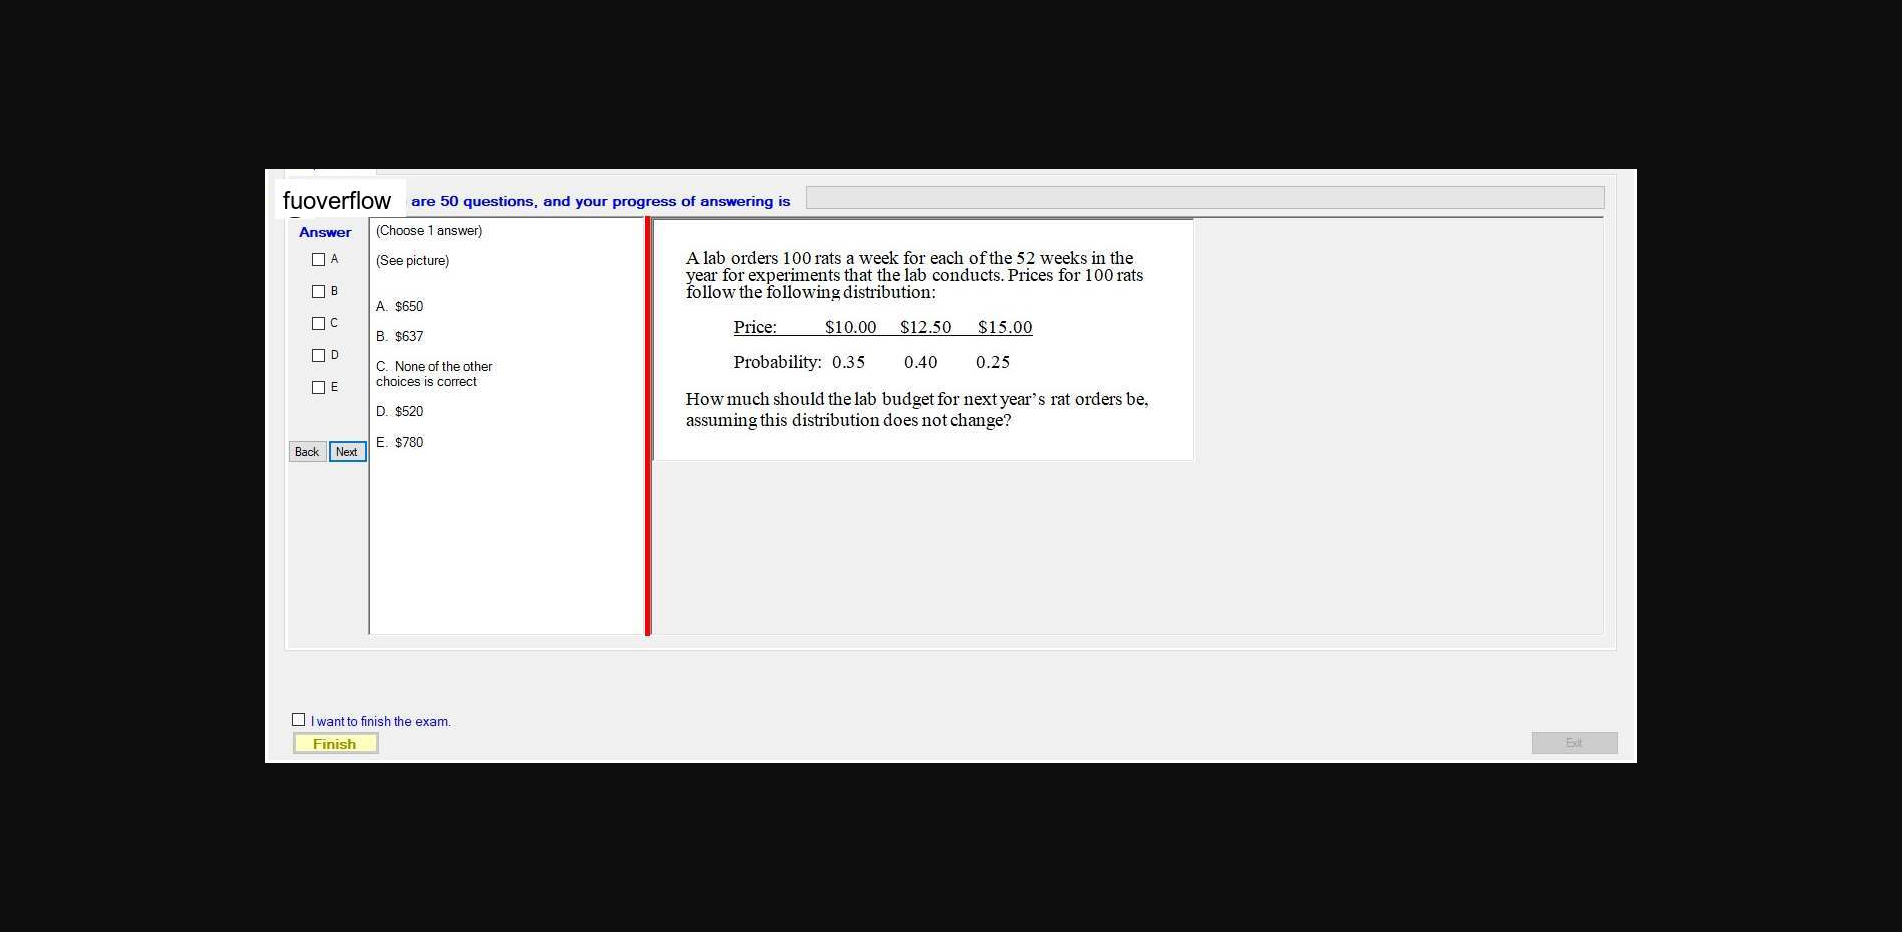 fuoverflow are 50 questions, and your progress of answering is
Answer
A
B
C
D
E
Back Next
(Choose 1 answer)
(See picture)
A. $650
B. $637
C. None of the other
choices is correct
D. $520
E. $780
A lab orders 100 rats a week for each of the 52 weeks in the
year for experiments that the lab conducts. Prices for 100 rats
follow the following distribution:
Price: $10.00 $12.50 $15.00
Probability: 0.35 0.40 0.25
How much should the lab budget for next year's rat orders be,
assuming this distribution does not change?
I want to finish the exam.
Finish
Exit